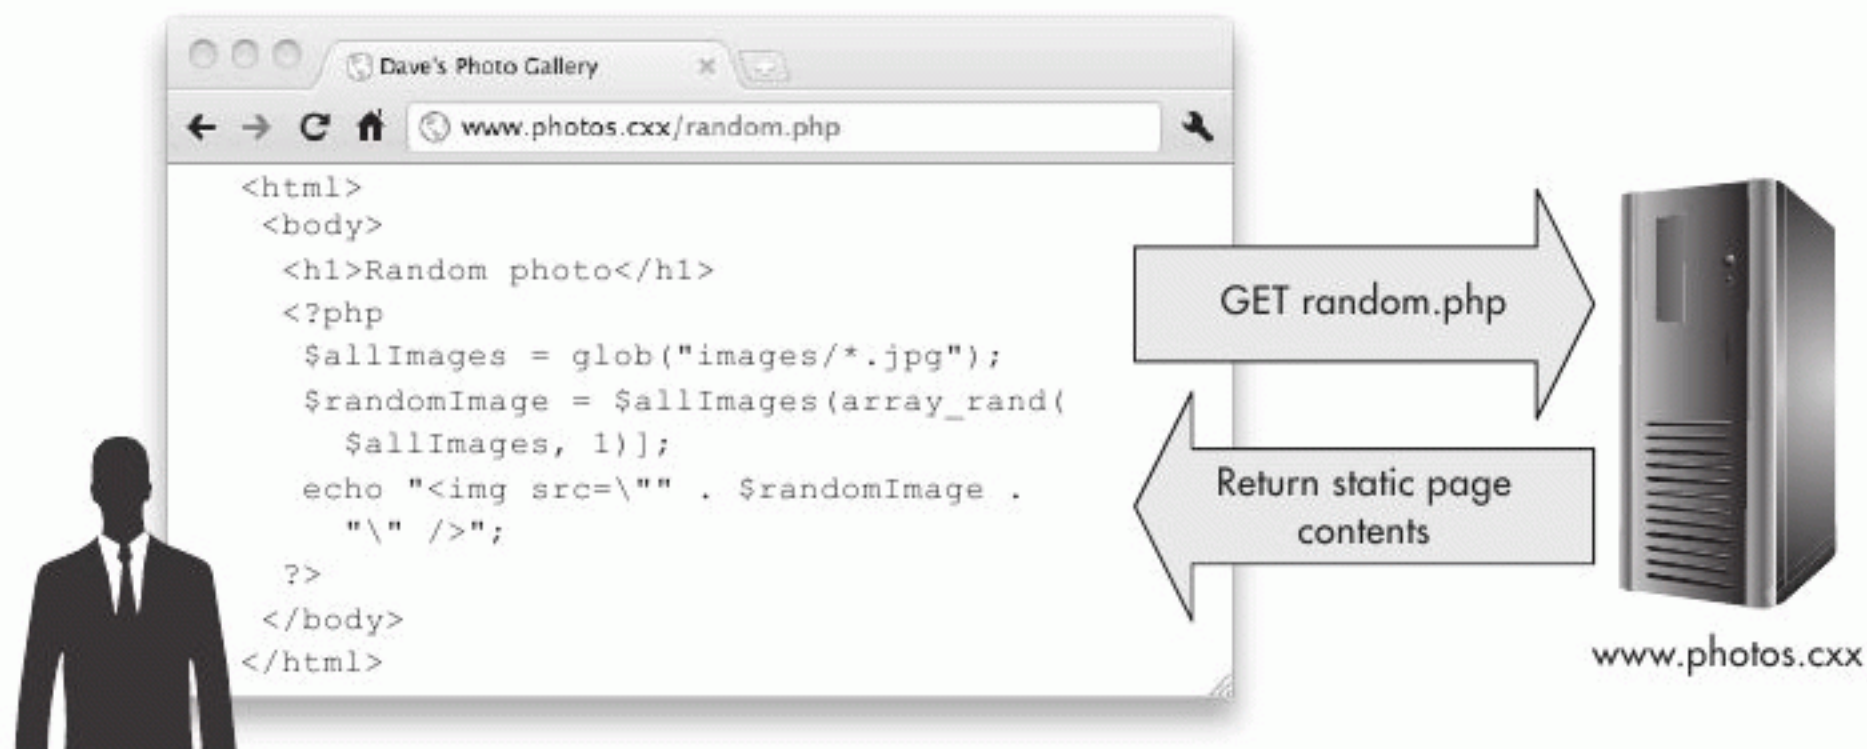 Dave's Photo Gallery
www.photos.cxx/random.php
<html>
<body>
<h1>Random photo</h1>
<?php
$allImages = glob("images/*.jpg");
$randomImage = $allImages(array_rand(
$allImages, 1)];
echo "<img src=\"" . $randomImage .
"\" />";
?>
</body>
</html>
GET random.php
Return static page
contents
www.photos.cxx